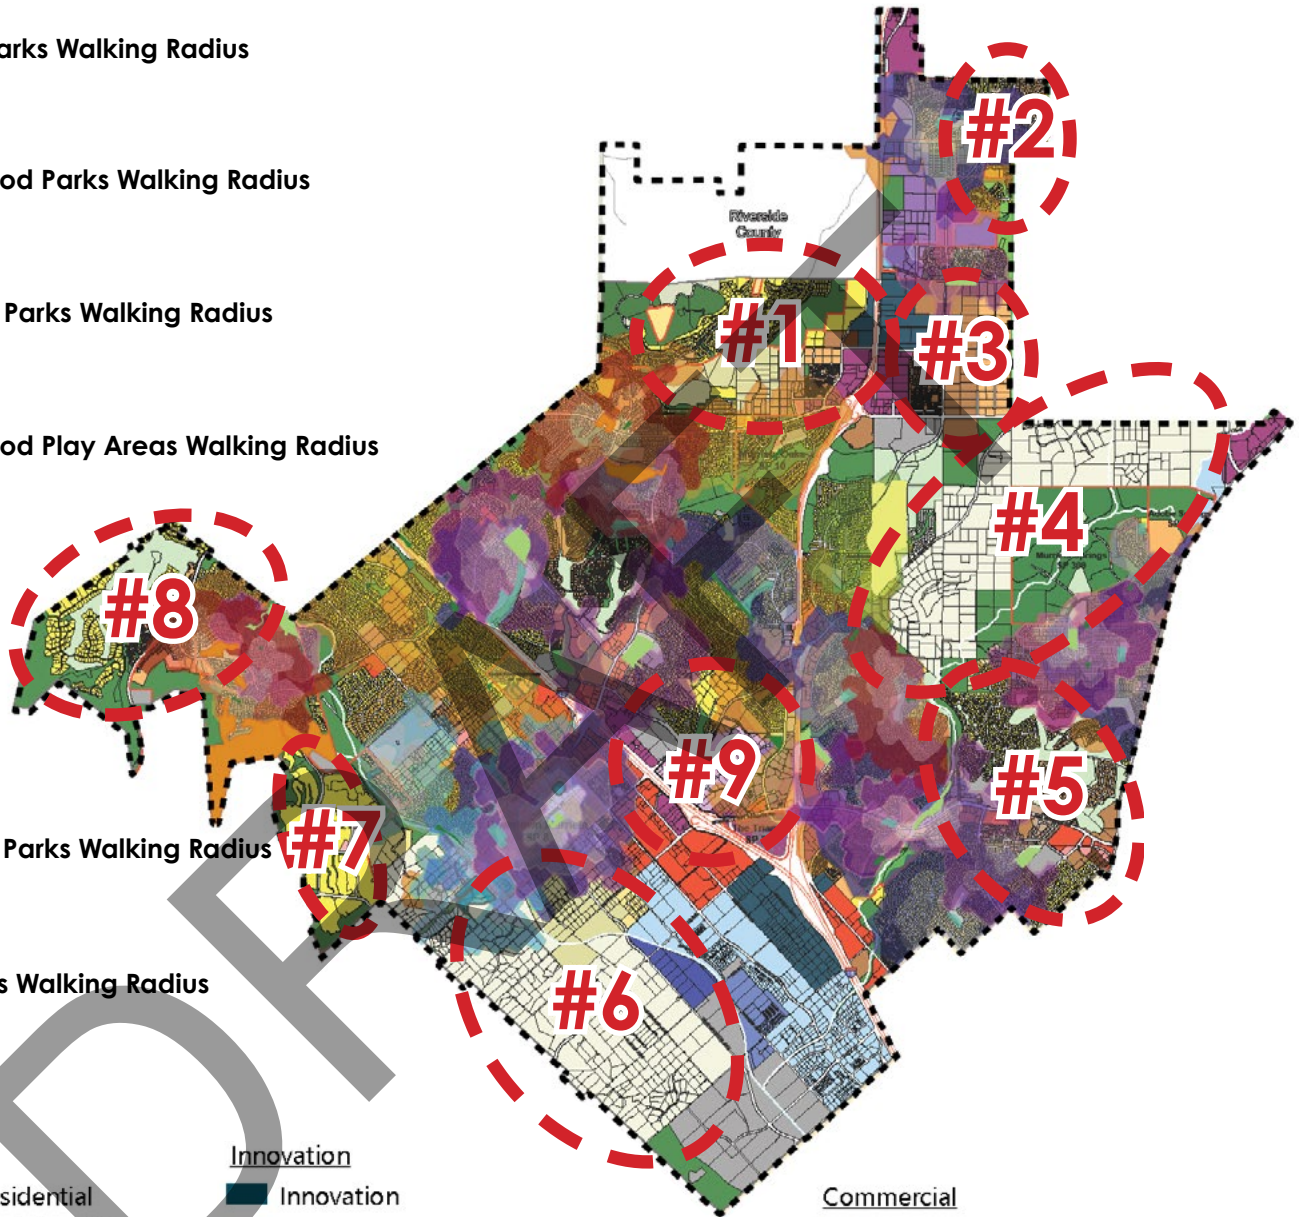 arks Walking Radius
#2
od Parks Walking Radius
Riverside
County
Parks Walking Radius
#1
#3
od Play Areas Walking Radius
#4
#8
#9
#5
Parks Walking Radius
#7
s Walking Radius
#6
DRAFT
Innovation
sidential
Innovation
Commercial